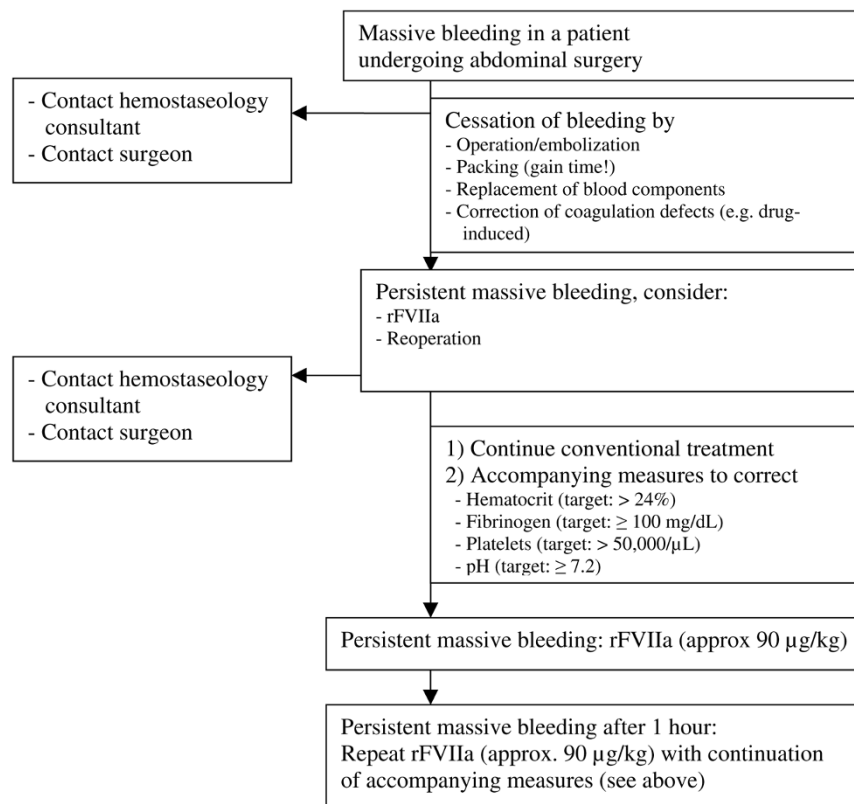 Massive bleeding in a patient
undergoing abdominal surgery
- Contact hemostaseology
consultant
- Contact surgeon
Cessation of bleeding by
- Operation/embolization
- Packing (gain time!)
- Replacement of blood components
- Correction of coagulation defects (e.g. drug-
induced)
Persistent massive bleeding, consider:
- rFVIIa
- Reoperation
- Contact hemostaseology
consultant
- Contact surgeon
1) Continue conventional treatment
2) Accompanying measures to correct
- Hematocrit (target: > 24%)
- Fibrinogen (target: ≥ 100 mg/dL)
- Platelets (target: > 50,000/µL)
- pH (target: ≥ 7.2)
Persistent massive bleeding: rFVIIa (approx 90 µg/kg)
Persistent massive bleeding after 1 hour:
Repeat rFVIIa (approx. 90 µg/kg) with continuation
of accompanying measures (see above)